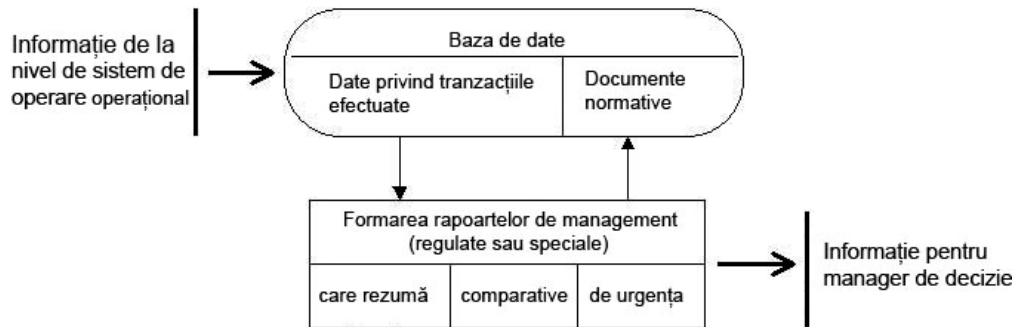 Informație de la
nivel de sistem de
operare operațional
Baza de date
Date privind tranzacțiile
efectuate
Documente
normative
Formarea rapoartelor de management
(regulate sau speciale)
care rezumă
comparative
de urgența
Informație pentru
manager de decizie